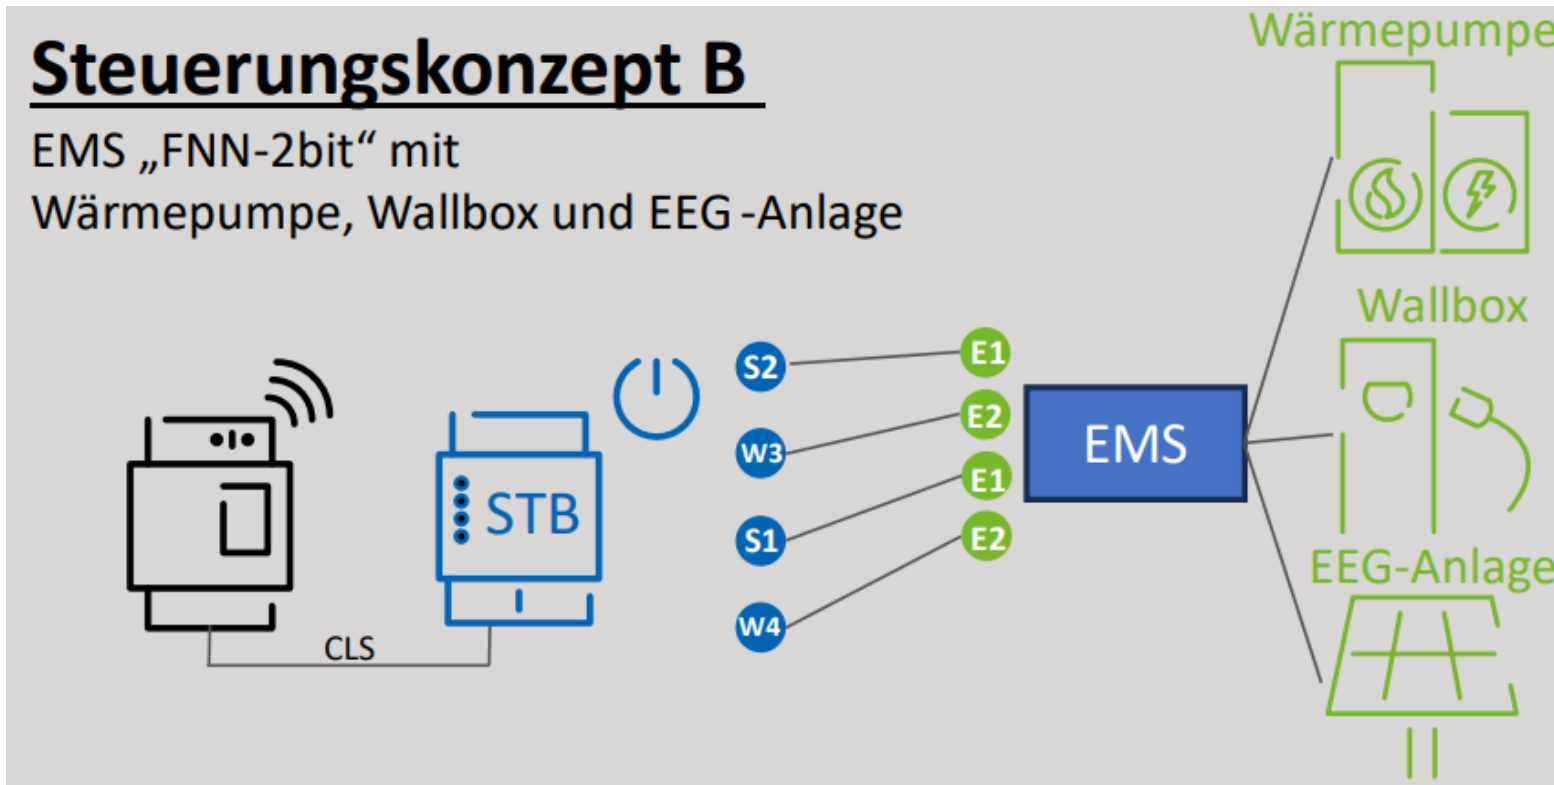 Steuerungskonzept B
EMS „FNN-2bit“ mit
Wärmepumpe, Wallbox und EEG-Anlage
Wärmepumpe
Wallbox
EEG-Anlage
S2
E1
W3
E2
S1
E1
W4
E2
EMS
STB
CLS